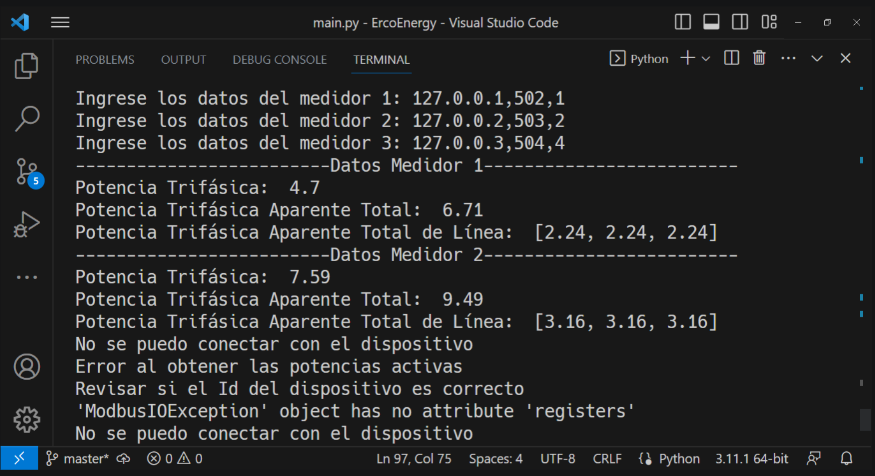 main.py - ErcoEnergy - Visual Studio Code
PROBLEMS OUTPUT DEBUG CONSOLE TERMINAL Python
Ingrese los datos del medidor 1: 127.0.0.1,502,1
Ingrese los datos del medidor 2: 127.0.0.2,503,2
Ingrese los datos del medidor 3: 127.0.0.3,504,4
-------------------------Datos Medidor 1-------------------------
Potencia Trifásica:  4.7
Potencia Trifásica Aparente Total:  6.71
Potencia Trifásica Aparente Total de Línea:  [2.24, 2.24, 2.24]
-------------------------Datos Medidor 2-------------------------
Potencia Trifásica:  7.59
Potencia Trifásica Aparente Total:  9.49
Potencia Trifásica Aparente Total de Línea:  [3.16, 3.16, 3.16]
No se puedo conectar con el dispositivo
Error al obtener las potencias activas
Revisar si el Id del dispositivo es correcto
'ModbusIOException' object has no attribute 'registers'
No se puedo conectar con el dispositivo
5
master* 0 0 Ln 97, Col 75 Spaces: 4 UTF-8 CRLF Python 3.11.1 64-bit